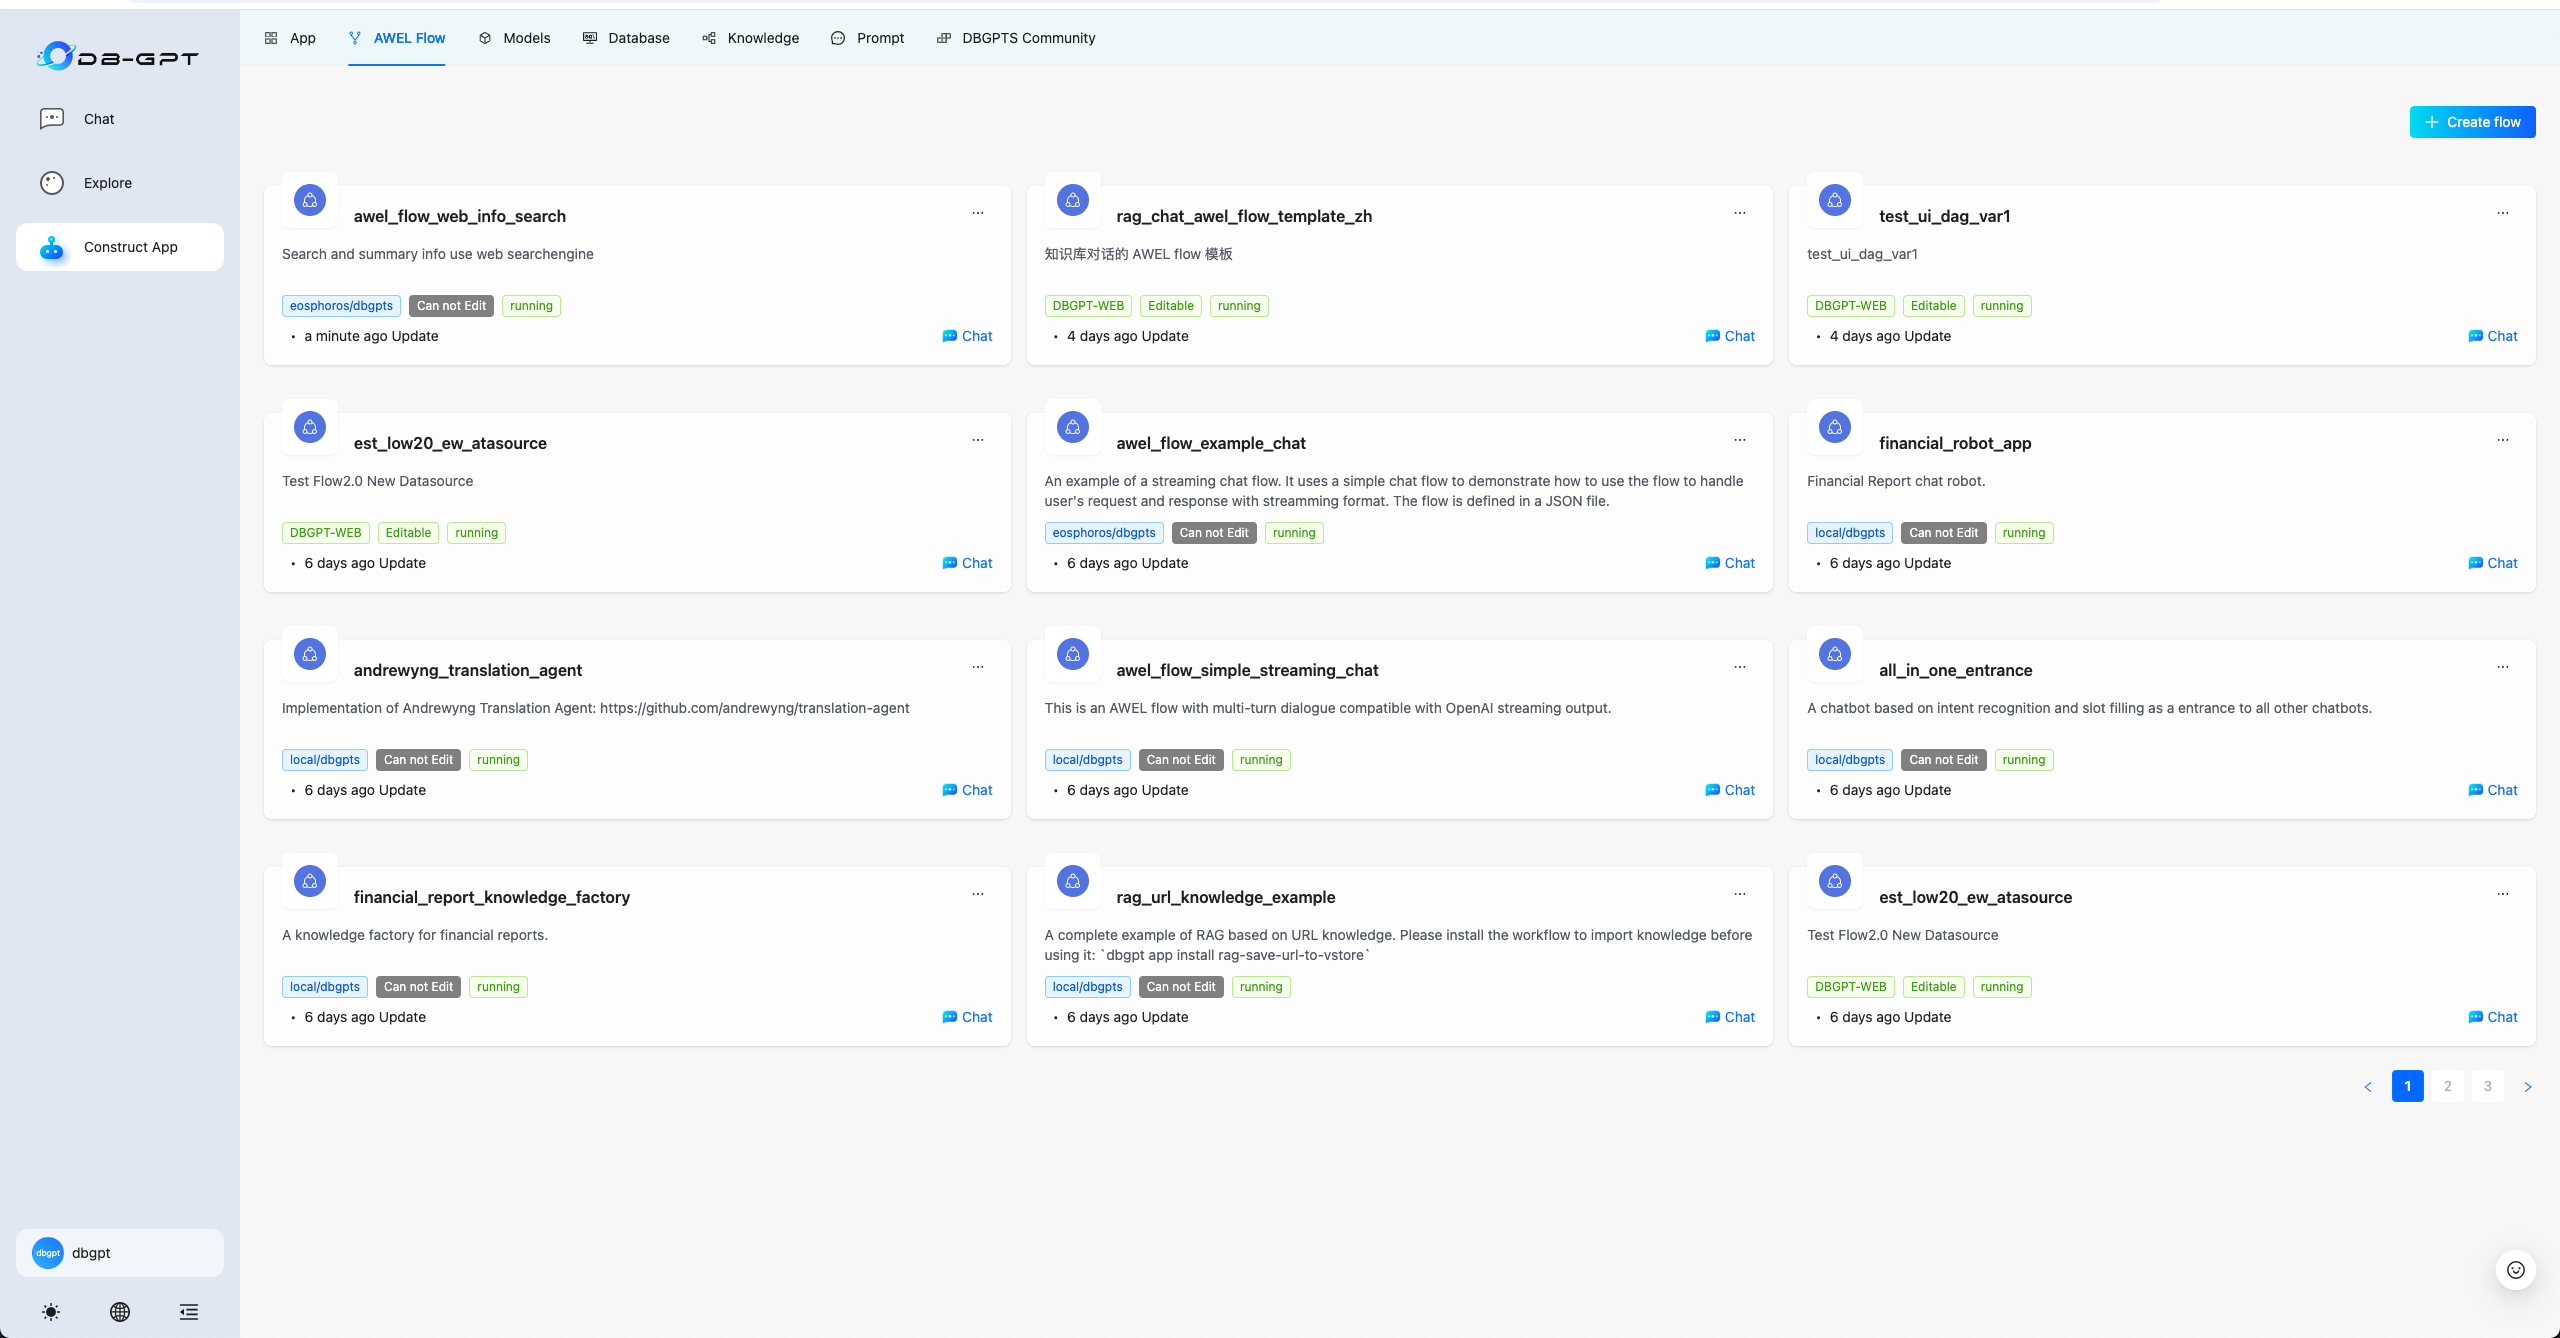 DB-GPT
Chat
Explore
Construct App
dbgpt
dbgpt
App
AWEL Flow
Models
Database
Knowledge
Prompt
DBGPTS Community
Create flow
awel_flow_web_info_search
Search and summary info use web searchengine
eosphoros/dbgpts Can not Edit running
• a minute ago Update
Chat
rag_chat_awel_flow_template_zh
知识库对话的 AWEL flow 模板
DBGPT-WEB Editable running
• 4 days ago Update
Chat
test_ui_dag_var1
test_ui_dag_var1
DBGPT-WEB Editable running
• 4 days ago Update
Chat
est_low20_ew_atasource
Test Flow2.0 New Datasource
DBGPT-WEB Editable running
• 6 days ago Update
Chat
awel_flow_example_chat
An example of a streaming chat flow. It uses a simple chat flow to demonstrate how to use the flow to handle
user's request and response with streamming format. The flow is defined in a JSON file.
eosphoros/dbgpts Can not Edit running
• 6 days ago Update
Chat
financial_robot_app
Financial Report chat robot.
local/dbgpts Can not Edit running
• 6 days ago Update
Chat
andrewyng_translation_agent
Implementation of Andrewyng Translation Agent: https://github.com/andrewyng/translation-agent
local/dbgpts Can not Edit running
• 6 days ago Update
Chat
awel_flow_simple_streaming_chat
This is an AWEL flow with multi-turn dialogue compatible with OpenAI streaming output.
local/dbgpts Can not Edit running
• 6 days ago Update
Chat
all_in_one_entrance
A chatbot based on intent recognition and slot filling as a entrance to all other chatbots.
local/dbgpts Can not Edit running
• 6 days ago Update
Chat
financial_report_knowledge_factory
A knowledge factory for financial reports.
local/dbgpts Can not Edit running
• 6 days ago Update
Chat
rag_url_knowledge_example
A complete example of RAG based on URL knowledge. Please install the workflow to import knowledge before
using it: `dbgpt app install rag-save-url-to-vstore`
local/dbgpts Can not Edit running
• 6 days ago Update
Chat
est_low20_ew_atasource
Test Flow2.0 New Datasource
DBGPT-WEB Editable running
• 6 days ago Update
Chat
1 2 3